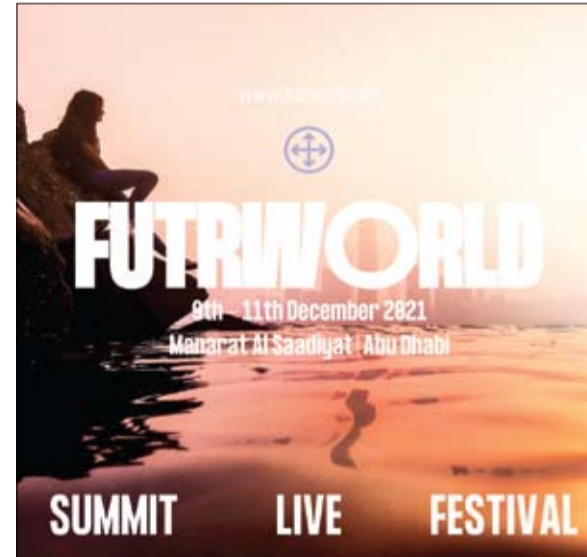 FUTRWORLD
9th - 11th December 2021
Manarat Al Saadiyat | Abu Dhabi
SUMMIT LIVE FESTIVAL